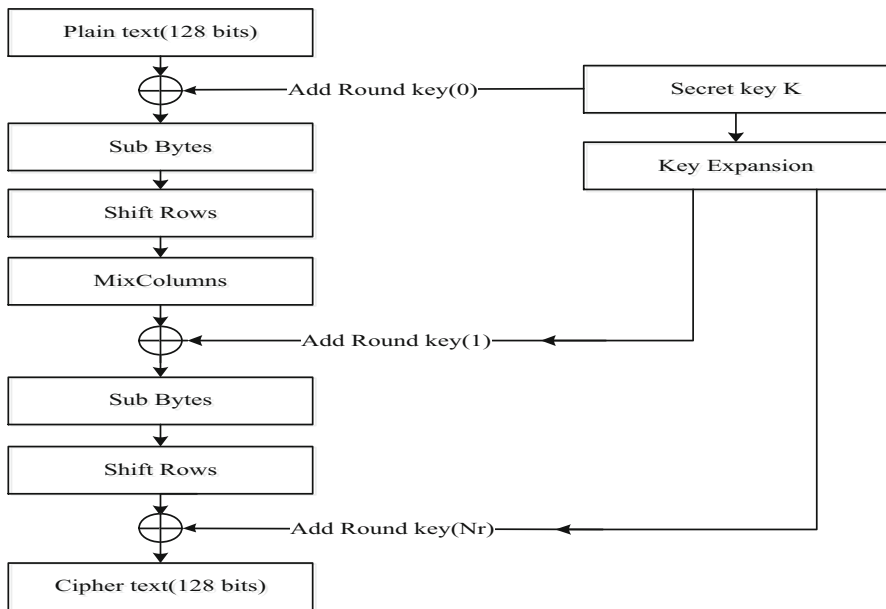 Plain text(128 bits)
Add Round key(0)
Secret key K
Sub Bytes
Key Expansion
Shift Rows
MixColumns
Add Round key(1)
Sub Bytes
Shift Rows
Add Round key(Nr)
Cipher text(128 bits)